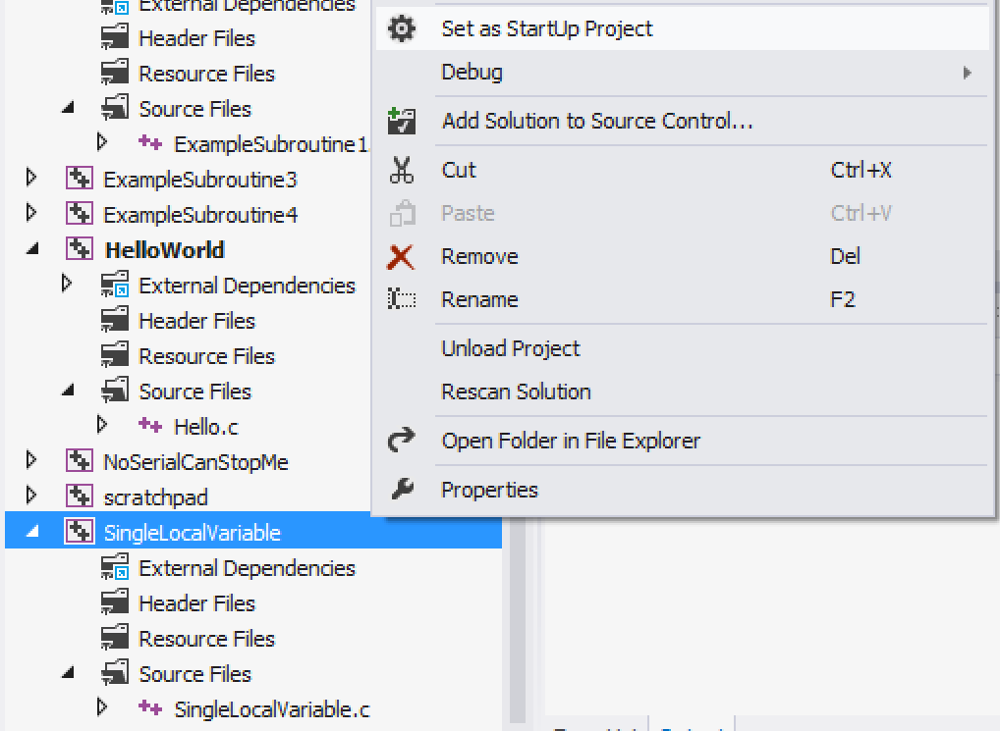 External Dependencies
Header Files
Resource Files
Source Files
ExampleSubroutine1
ExampleSubroutine3
ExampleSubroutine4
HelloWorld
External Dependencies
Header Files
Resource Files
Source Files
Hello.c
NoSerialCanStopMe
scratchpad
SingleLocalVariable
External Dependencies
Header Files
Resource Files
Source Files
SingleLocalVariable.c
Set as StartUp Project
Debug
Add Solution to Source Control...
Cut Ctrl+X
Paste Ctrl+V
Remove Del
Rename F2
Unload Project
Rescan Solution
Open Folder in File Explorer
Properties